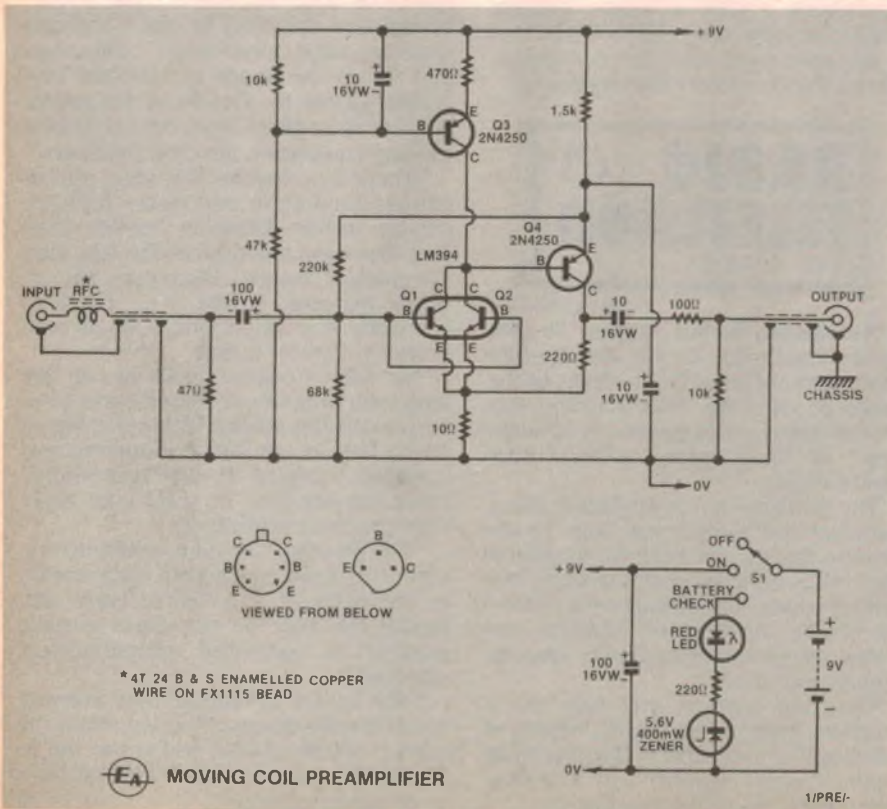 +9V
10k
+
10
16VW
-
470Ω
E
B
Q3
2N4250
C
1.5k
47k
220k
LM394
Q4
2N4250
B
E
C
INPUT
*
RFC
100
16VW
-
+
C
C
Q1
Q2
B
B
E
E
10
+
-
16VW
100Ω
OUTPUT
47Ω
68k
10Ω
220Ω
+
10
16VW
-
10k
CHASSIS
0V
C
C
B
B
E
E
B
E
C
VIEWED FROM BELOW
* 4T 24 B & S ENAMELLED COPPER
WIRE ON FX1115 BEAD
EA
MOVING COIL PREAMPLIFIER
OFF
+9V
ON
S1
BATTERY
CHECK
RED
LED
λ
+
100
16VW
-
220Ω
+
9V
-
5.6V
400mW
ZENER
0V
1/PRE/-